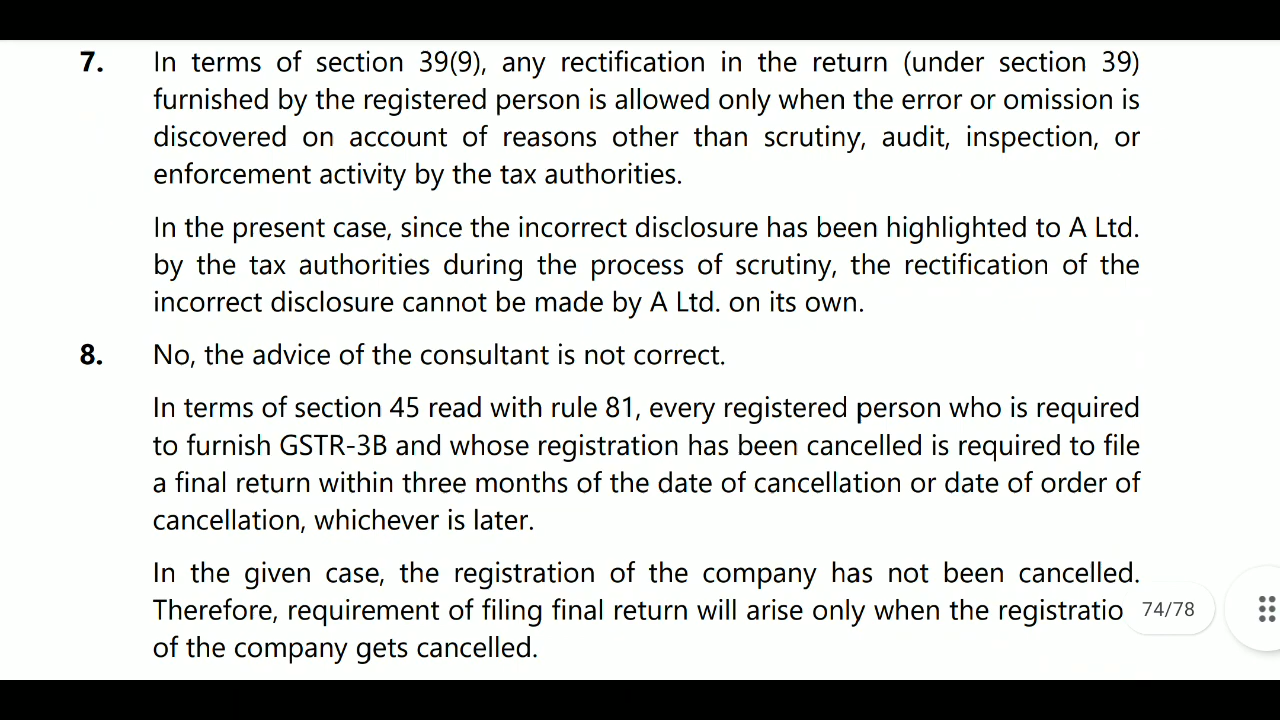 7. In terms of section 39(9), any rectification in the return (under section 39)
furnished by the registered person is allowed only when the error or omission is
discovered on account of reasons other than scrutiny, audit, inspection, or
enforcement activity by the tax authorities.
In the present case, since the incorrect disclosure has been highlighted to A Ltd.
by the tax authorities during the process of scrutiny, the rectification of the
incorrect disclosure cannot be made by A Ltd. on its own.
8. No, the advice of the consultant is not correct.
In terms of section 45 read with rule 81, every registered person who is required
to furnish GSTR-3B and whose registration has been cancelled is required to file
a final return within three months of the date of cancellation or date of order of
cancellation, whichever is later.
In the given case, the registration of the company has not been cancelled.
Therefore, requirement of filing final return will arise only when the registratio
74/78
of the company gets cancelled.